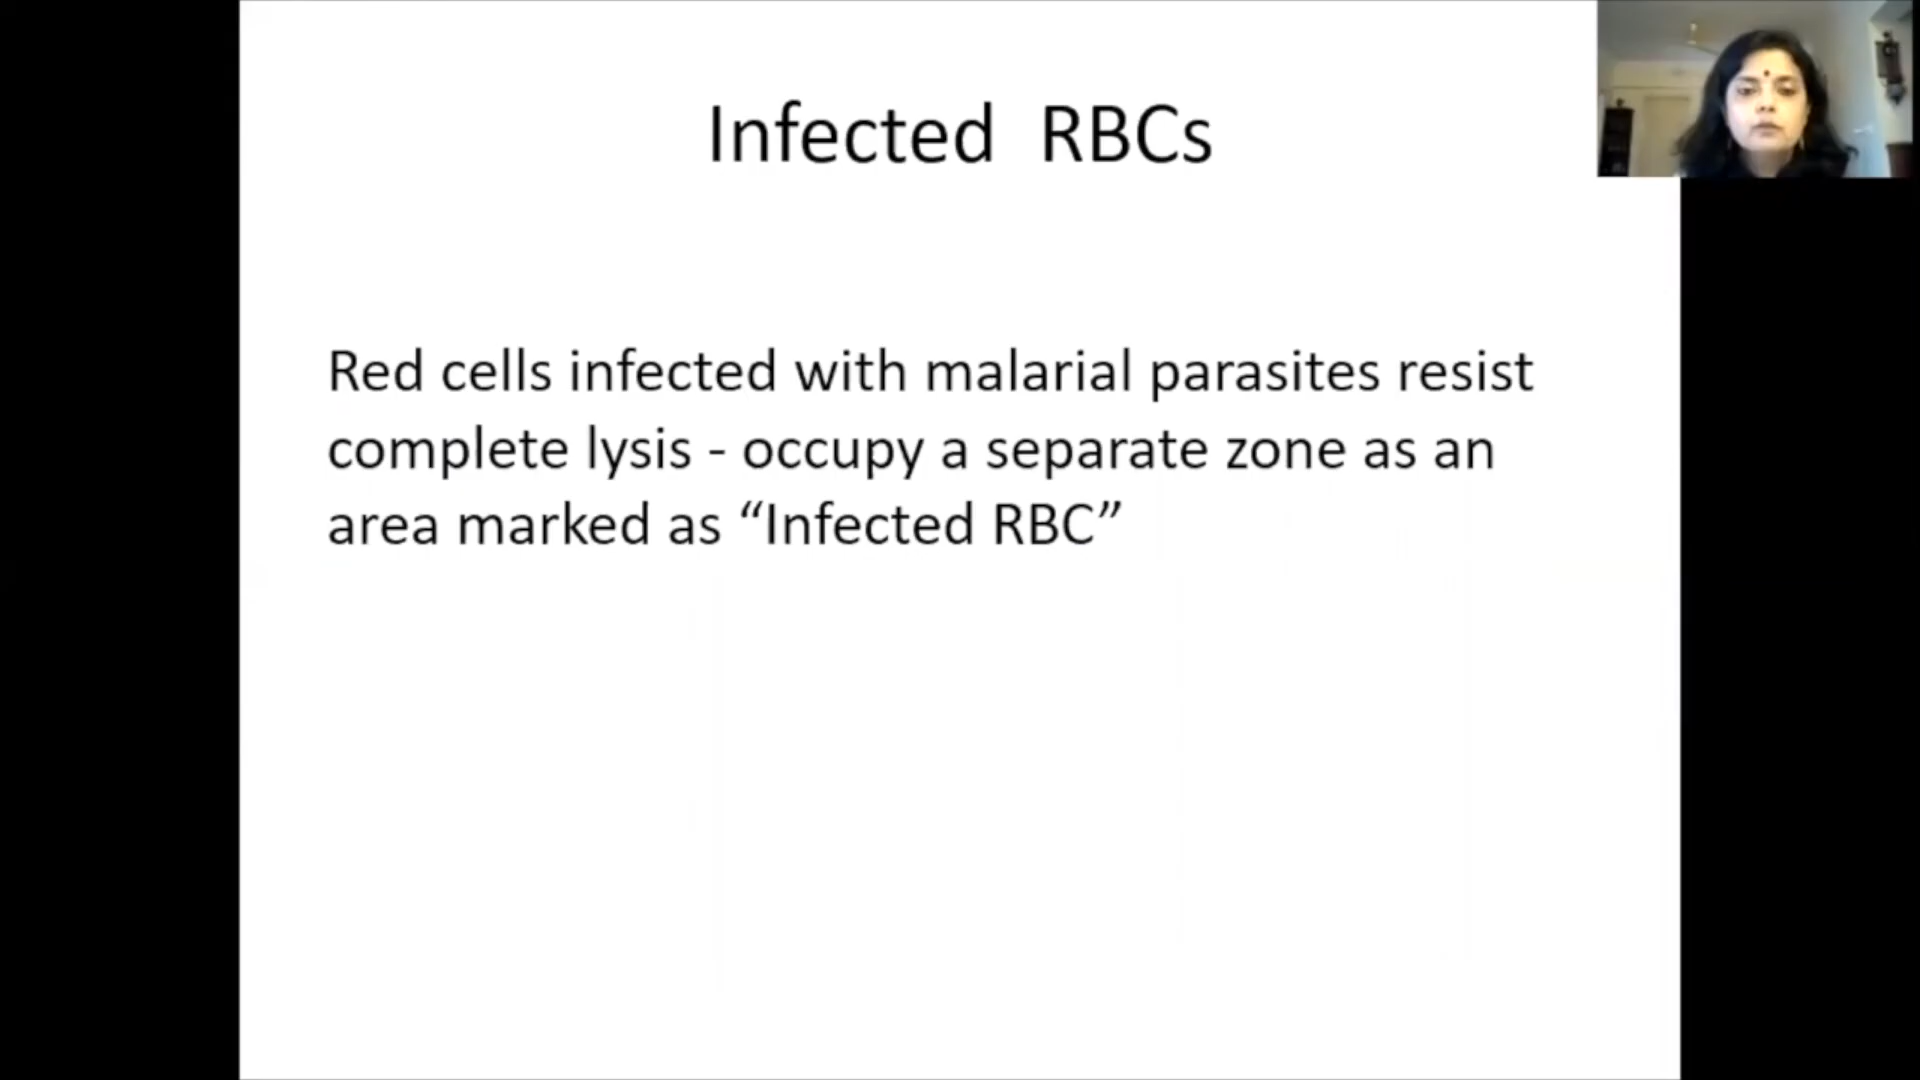 Infected RBCs
Red cells infected with malarial parasites resist
complete lysis - occupy a separate zone as an
area marked as “Infected RBC”